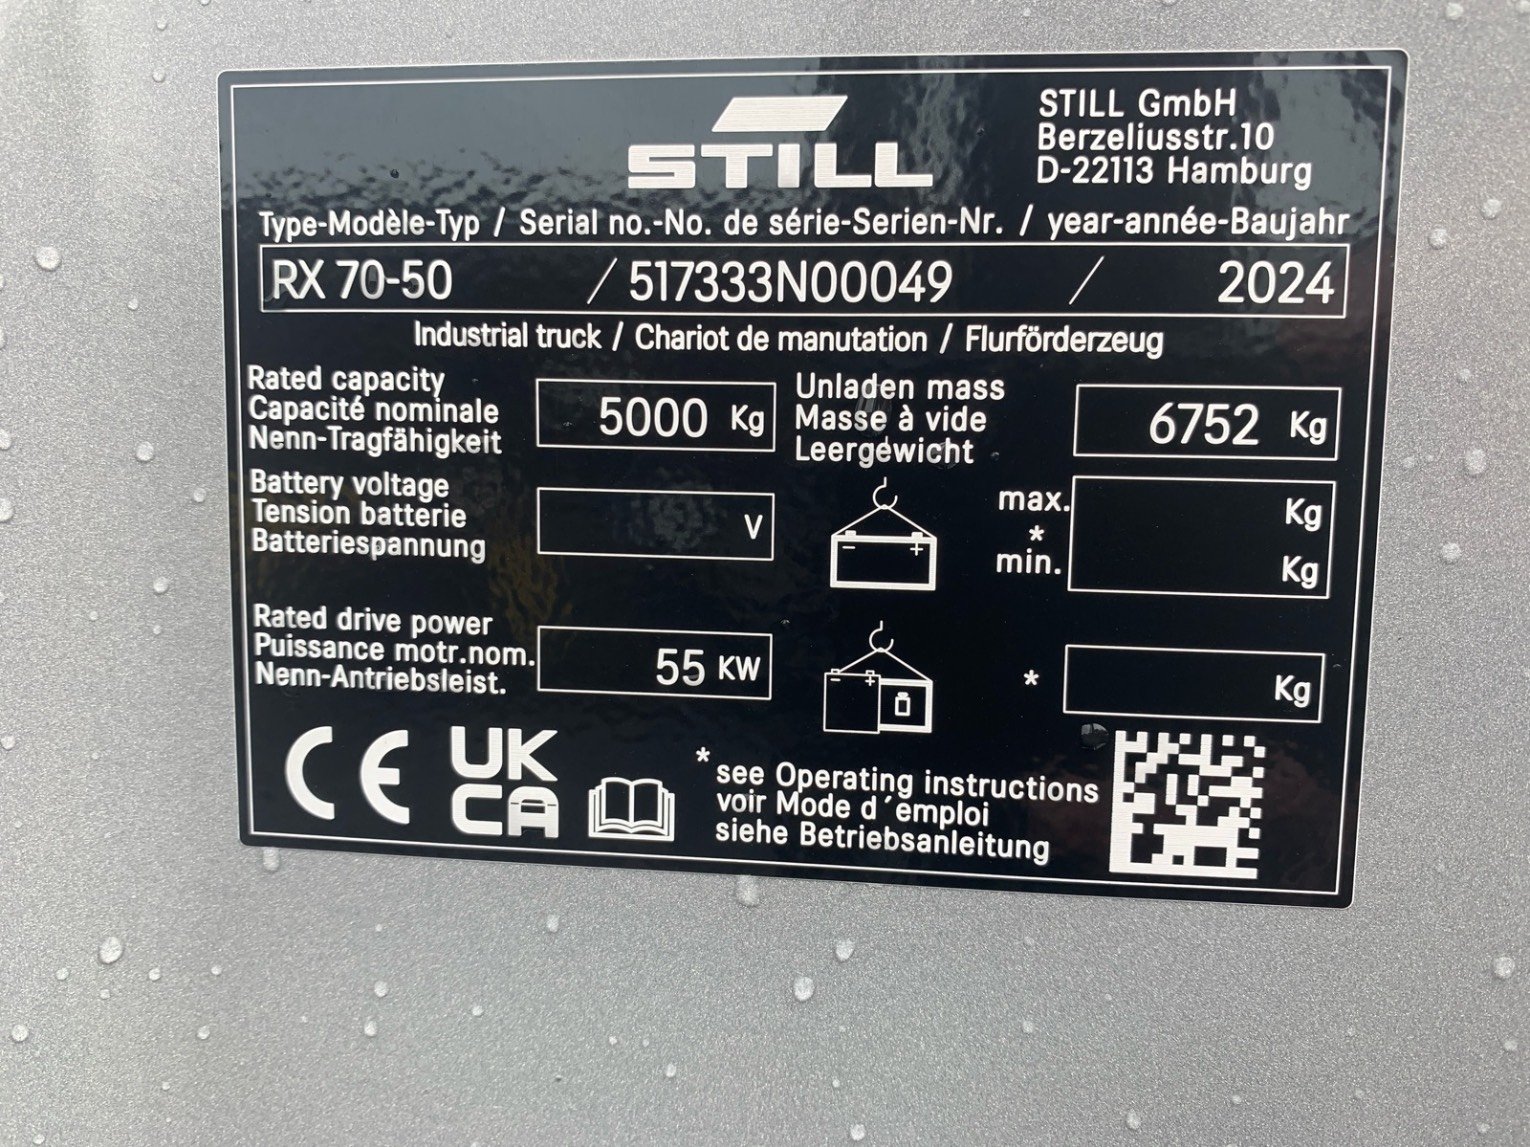 STILL
STILL GmbH
Berzeliusstr.10
D-22113 Hamburg
Type-Modèle-Typ / Serial no.-No. de série-Serien-Nr. / year-année-Baujahr
RX 70-50 / 517333N00049 / 2024
Industrial truck / Chariot de manutation / Flurförderzeug
Rated capacity
Capacité nominale
Nenn-Tragfähigkeit
5000 Kg
Unladen mass
Masse à vide
Leergewicht
6752 Kg
Battery voltage
Tension batterie
Batteriespannung
V
max. Kg
*
min. Kg
Rated drive power
Puissance motr.nom.
Nenn-Antriebsleist.
55 KW
* Kg
CE UK
CA
* see Operating instructions
voir Mode d´emploi
siehe Betriebsanleitung